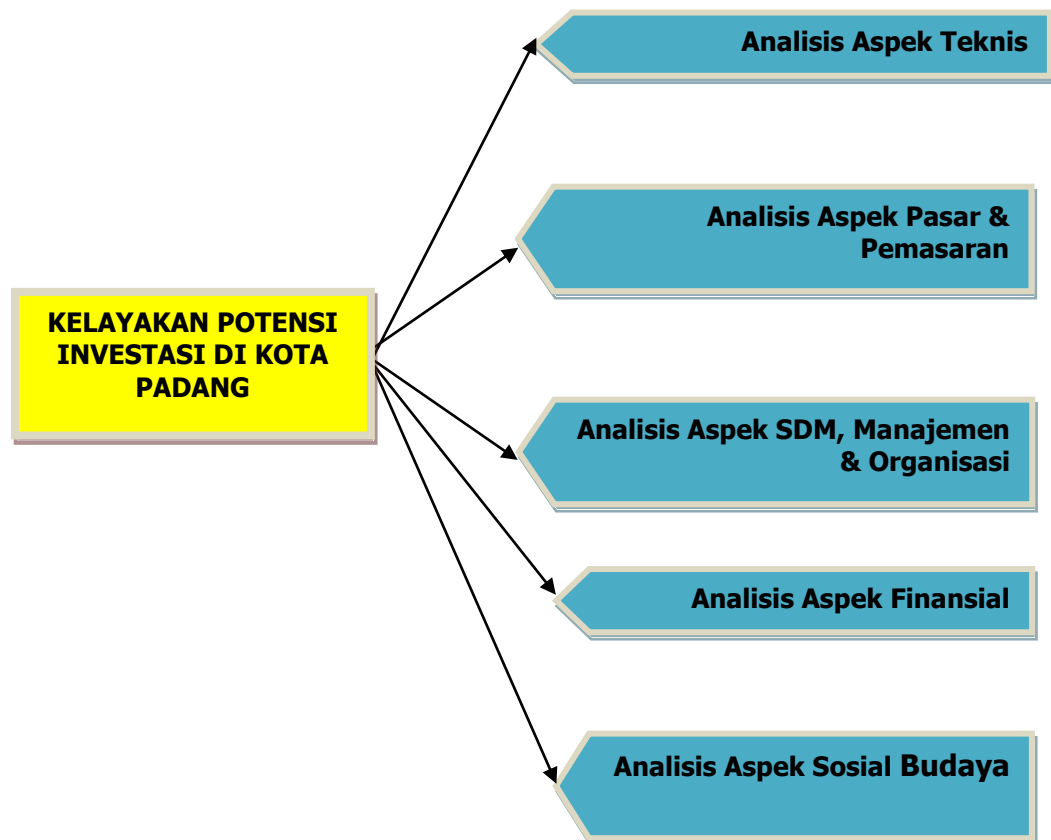 Analisis Aspek Teknis
Analisis Aspek Pasar &
Pemasaran
KELAYAKAN POTENSI
INVESTASI DI KOTA
PADANG
Analisis Aspek SDM, Manajemen
& Organisasi
Analisis Aspek Finansial
Analisis Aspek Sosial Budaya